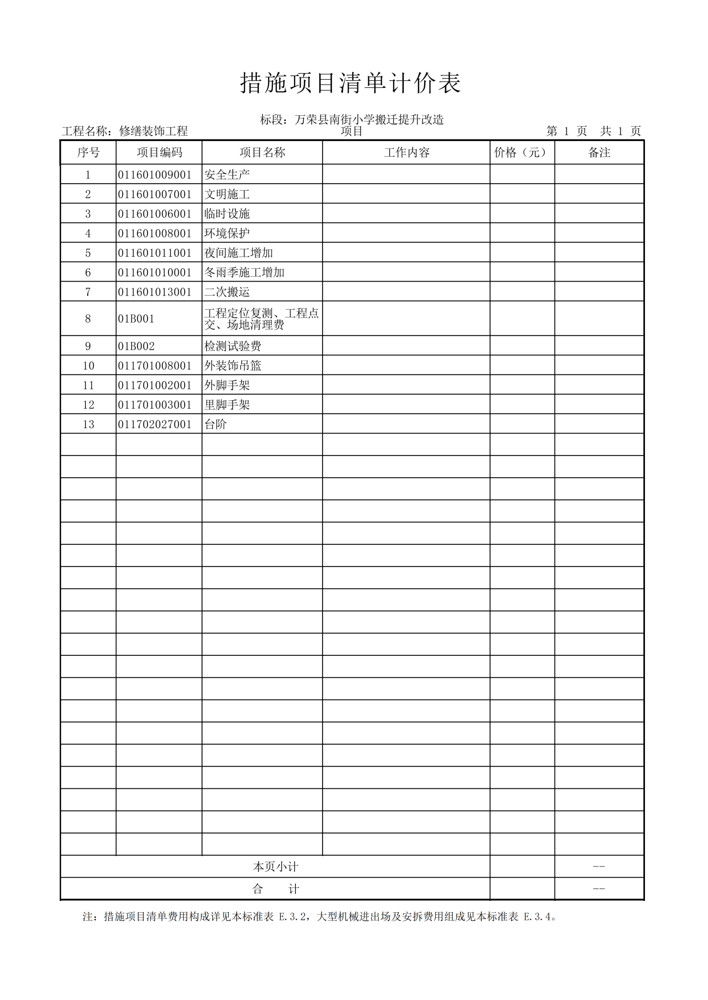 措施项目清单计价表
标段：万荣县南街小学搬迁提升改造
工程名称：修缮装饰工程 项目 第 1 页 共 1 页
序号 项目编码 项目名称 工作内容 价格（元） 备注
1 011601009001 安全生产
2 011601007001 文明施工
3 011601006001 临时设施
4 011601008001 环境保护
5 011601011001 夜间施工增加
6 011601010001 冬雨季施工增加
7 011601013001 二次搬运
8 01B001 工程定位复测、工程点
交、场地清理费
9 01B002 检测试验费
10 011701008001 外装饰吊篮
11 011701002001 外脚手架
12 011701003001 里脚手架
13 011702027001 台阶
本页小计 --
合 计 --
注：措施项目清单费用构成详见本标准表 E.3.2，大型机械进出场及安拆费用组成见本标准表 E.3.4。